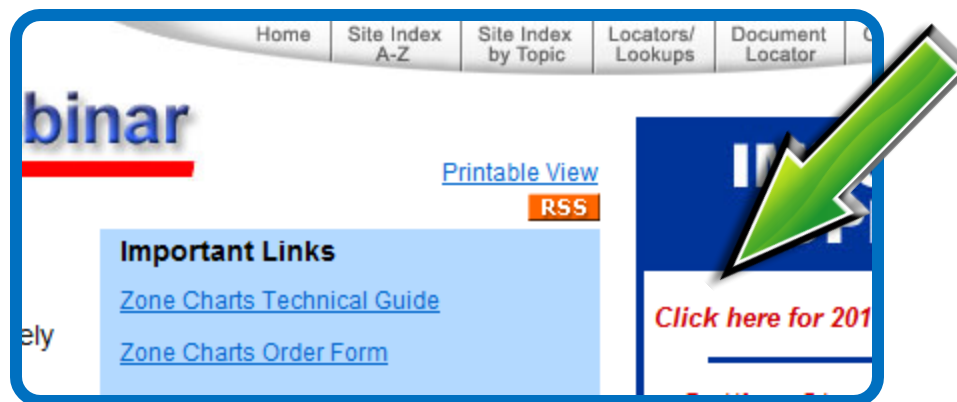 Home
Site Index
A-Z
Site Index
by Topic
Locators/
Lookups
Document
Locator
binar
Printable View
RSS
Important Links
Zone Charts Technical Guide
Zone Charts Order Form
ely
Click here for 201